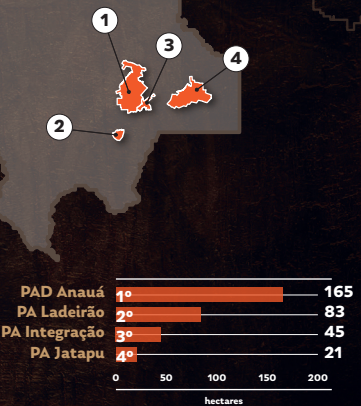 1
3
4
2
PAD Anauá 1º 165
PA Ladeirão 2º 83
PA Integração 3º 45
PA Jatapu 4º 21
0 50 100 150 200
hectares